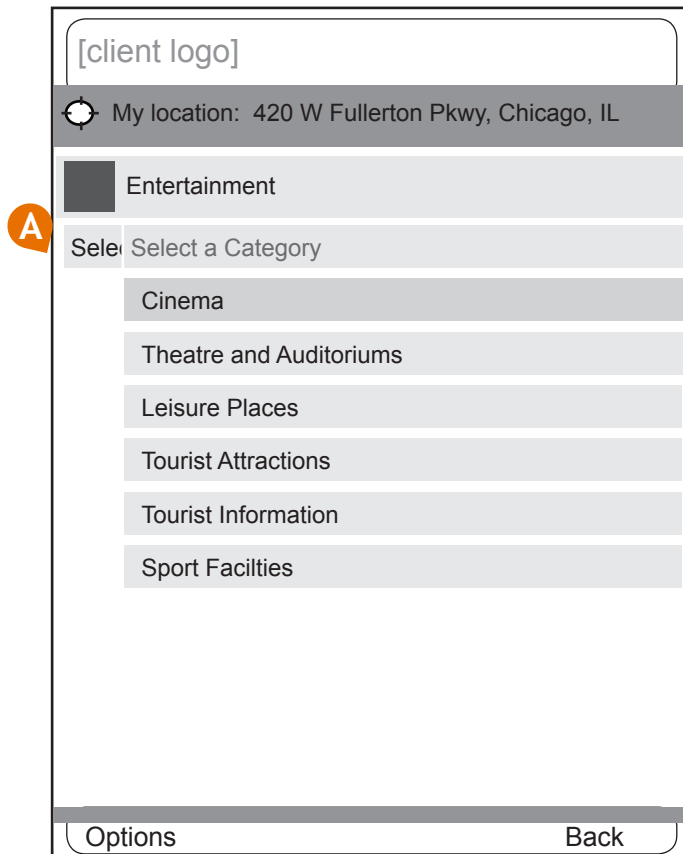 [client logo]
My location: 420 W Fullerton Pkwy, Chicago, IL
Entertainment
A
Sele Select a Category
Cinema
Theatre and Auditoriums
Leisure Places
Tourist Attractions
Tourist Information
Sport Facilties
Options Back